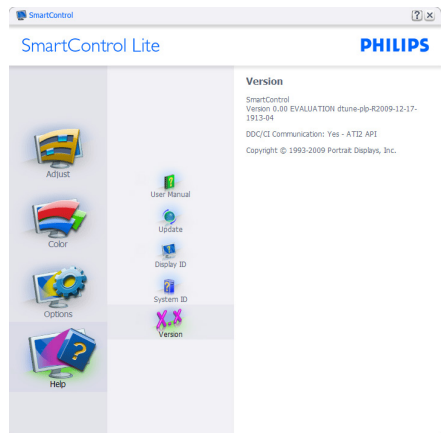 SmartControl
SmartControl Lite
PHILIPS
Adjust
Color
Options
Help
User Manual
Update
Display ID
System ID
X.X
Version
Version
SmartControl
Version 0.00 EVALUATION dtune-plp-R2009-12-17-
1913-04
DDC/CI Communication: Yes - ATI2 API
Copyright © 1993-2009 Portrait Displays, Inc.